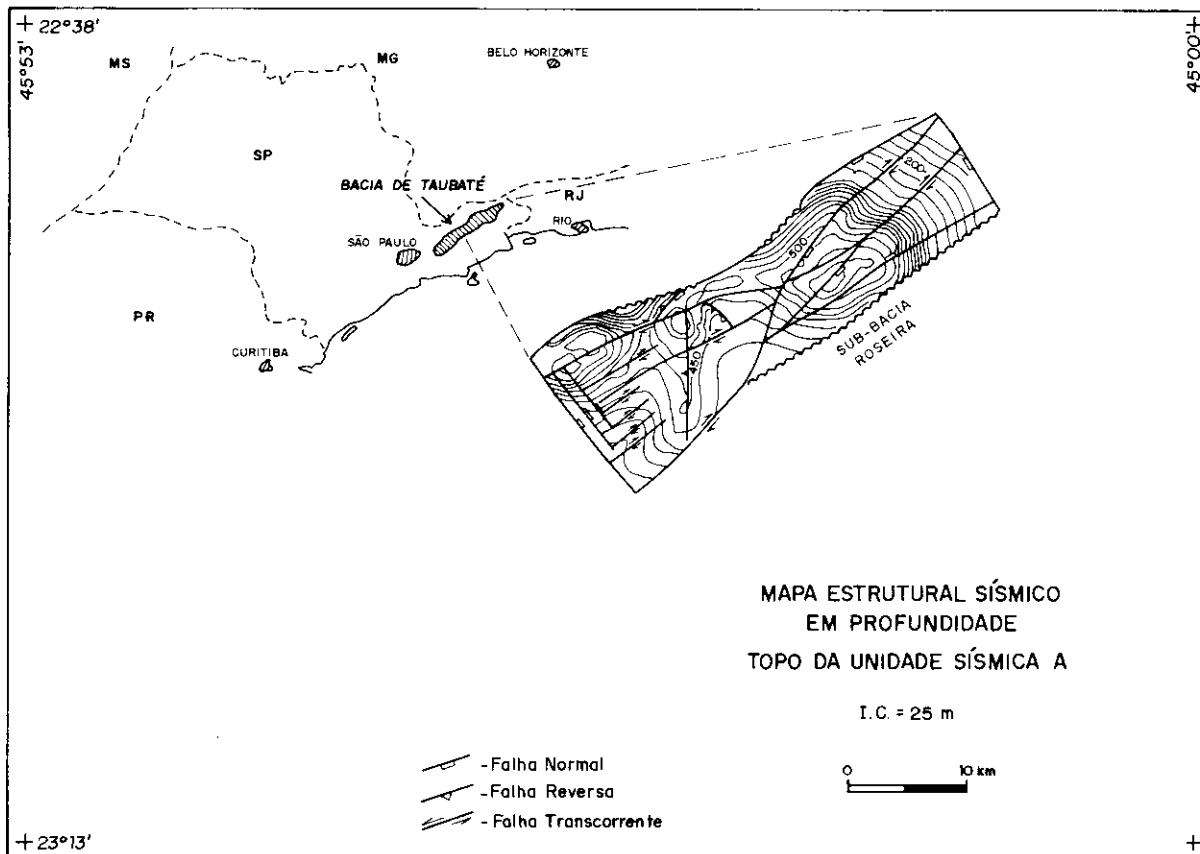 22°38'
45°53'
45°00'
MS
MG
BELO HORIZONTE
SP
BACIA DE TAUBATÉ
RJ
RIO
SÃO PAULO
PR
CURITIBA
200
500
450
SUB-BACIA
ROSEIRA
MAPA ESTRUTURAL SÍSMICO
EM PROFUNDIDADE
TOPO DA UNIDADE SÍSMICA A
I.C. = 25 m
0 10 km
-Falha Normal
-Falha Reversa
-Falha Transcorrente
23°13'